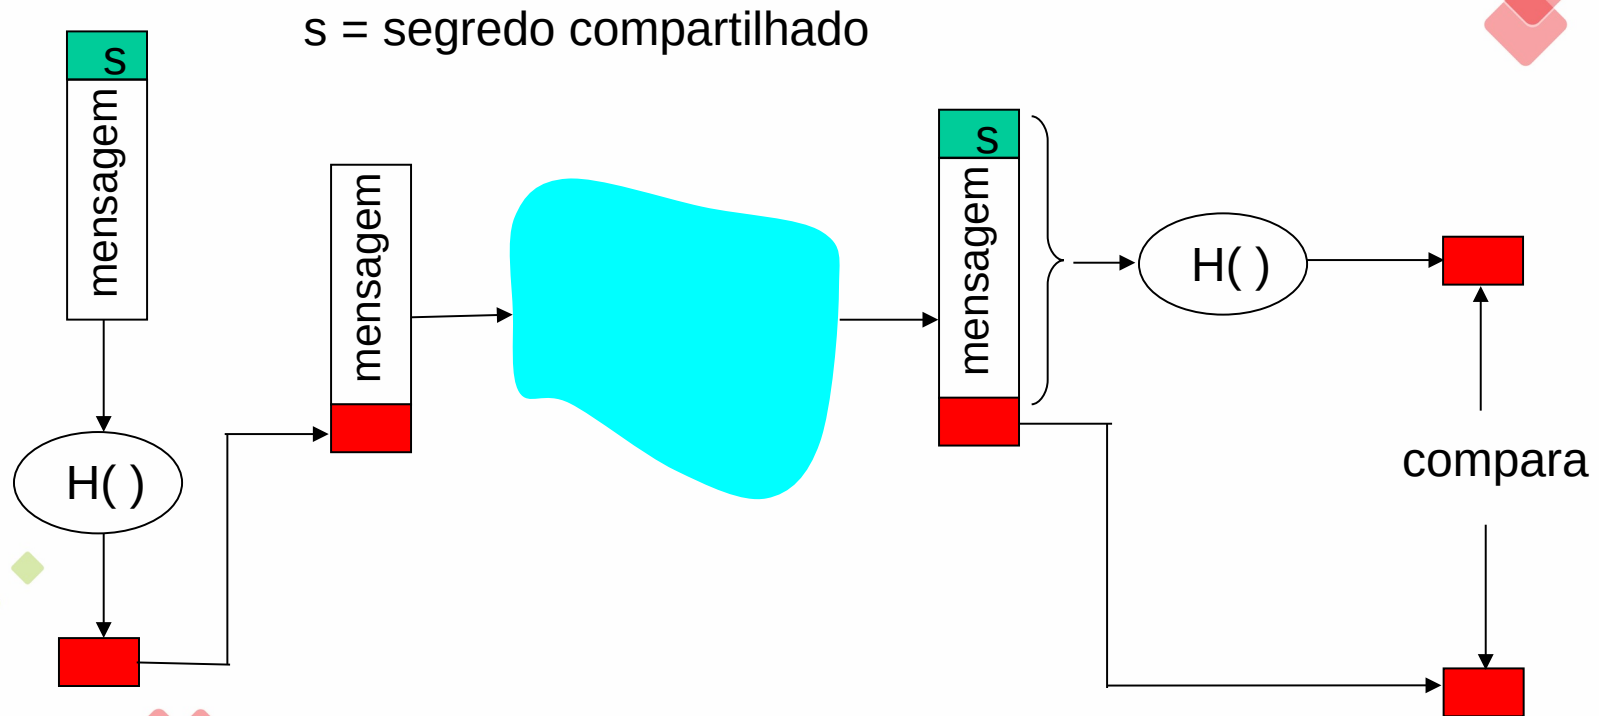 s = segredo compartilhado
s
mensagem
H( )
mensagem
s
mensagem
H( )
compara